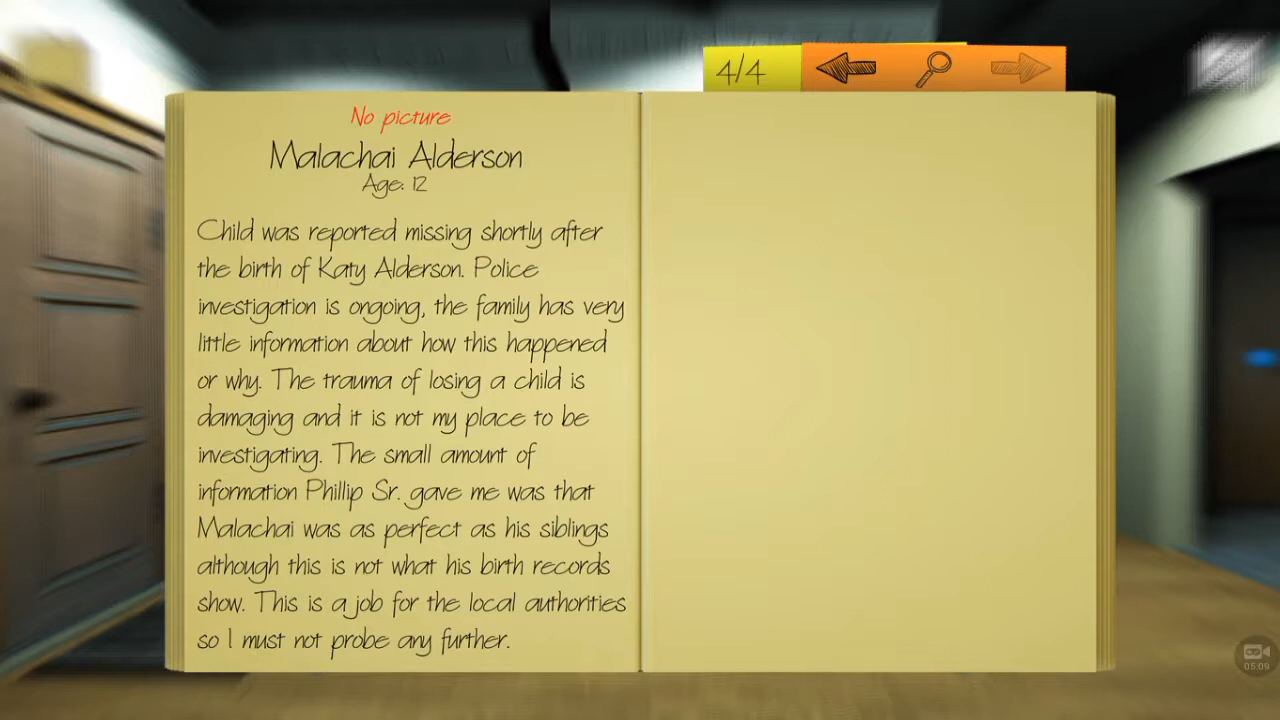 4/4
No picture
Malachai Alderson
Age: 12
Child was reported missing shortly after
the birth of Katy Alderson. Police
investigation is ongoing, the family has very
little information about how this happened
or why. The trauma of losing a child is
damaging and it is not my place to be
investigating. The small amount of
information Phillip Sr. gave me was that
Malachai was as perfect as his siblings
although this is not what his birth records
show. This is a job for the local authorities
so I must not probe any further.
05:09